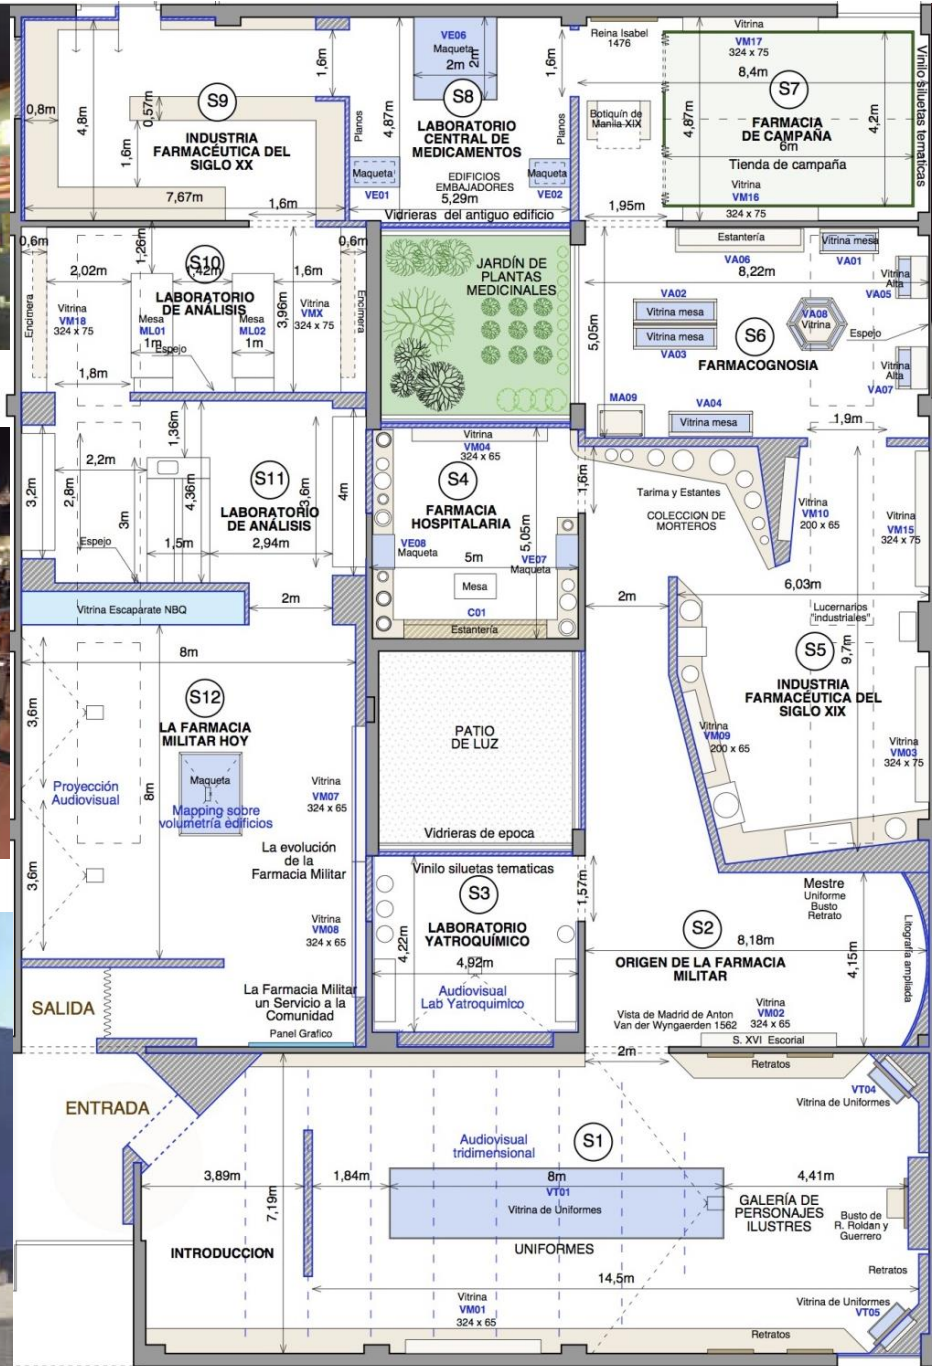 S9
INDUSTRIA
FARMACÉUTICA DEL
SIGLO XX
0,8m
4,8m
0,57m
1,6m
1,6m
7,67m
1,6m
VE06
Maqueta
2m
2m
1,6m
S8
LABORATORIO
CENTRAL DE
MEDICAMENTOS
Planos
4,87m
Planos
EDIFICIOS
EMBAJADORES
Maqueta
VE01
Maqueta
VE02
5,29m
Vidrieras del antiguo edificio
Reina Isabel
1476
Botiquín de
Manila XIX
1,95m
Vitrina
VM17
324 x 75
8,4m
S7
FARMACIA
DE CAMPAÑA
6m
Tienda de campaña
4,87m
4,2m
Vitrina
VM16
324 x 75
Vinilo siluetas tematicas
0,6m
1,26m
0,6m
S10
LABORATORIO
DE ANÁLISIS
2,02m
1,42m
1,6m
Encimera
Vitrina
VM18
324 x 75
Mesa
ML01
1m
Mesa
ML02
1m
3,96m
Vitrina
VMX
324 x 75
Encimera
Espejo
1,8m
JARDÍN DE
PLANTAS
MEDICINALES
Estantería
VA06
8,22m
Vitrina mesa
VA01
Vitrina
Alta
VA05
VA02
Vitrina mesa
Vitrina mesa
VA03
5,05m
VA08
Vitrina
Espejo
S6
FARMACOGNOSIA
Vitrina
Alta
VA07
MA09
VA04
Vitrina mesa
1,9m
1,36m
3,2m
2,2m
2,8m
3m
4,36m
S11
LABORATORIO
DE ANÁLISIS
3,6m
4m
Espejo
1,5m
2,94m
Vitrina Escaparate NBQ
2m
Vitrina
VM04
324 x 65
S4
FARMACIA
HOSPITALARIA
5,05m
VE08
Maqueta
VE07
Maqueta
5m
Mesa
C01
Estantería
1,6m
Tarima y Estantes
COLECCION DE
MORTEROS
Vitrina
VM10
200 x 65
Vitrina
VM15
324 x 75
2m
6,03m
Lucernarios
"industriales"
S5
9,7m
INDUSTRIA
FARMACÉUTICA DEL
SIGLO XIX
Vitrina
VM09
200 x 65
Vitrina
VM03
324 x 75
8m
S12
LA FARMACIA
MILITAR HOY
3,6m
8m
Proyección
Audiovisual
Maqueta
Mapping sobre
volumetría edificios
Vitrina
VM07
324 x 65
La evolución
de la
Farmacia Militar
3,6m
Vitrina
VM08
324 x 65
PATIO
DE LUZ
Vidrieras de epoca
Vinilo siluetas tematicas
S3
LABORATORIO
YATROQUÍMICO
4,22m
4,92m
Audiovisual
Lab Yatroquimico
1,57m
Mestre
Uniforme
Busto
Retrato
S2
8,18m
ORIGEN DE LA FARMACIA
MILITAR
4,15m
Litografía ampliada
Vista de Madrid de Anton
Van der Wyngaerden 1562
Vitrina
VM02
324 x 65
S. XVI Escorial
SALIDA
La Farmacia Militar
un Servicio a la
Comunidad
Panel Grafico
2m
Retratos
VT04
Vitrina de Uniformes
ENTRADA
S1
Audiovisual
tridimensional
3,89m
1,84m
8m
4,41m
7,19m
VT01
Vitrina de Uniformes
GALERÍA DE
PERSONAJES
ILUSTRES
Busto de
R. Roldan y
Guerrero
INTRODUCCION
UNIFORMES
14,5m
Retratos
Vitrina
VM01
324 x 65
Vitrina de Uniformes
VT05
Retratos